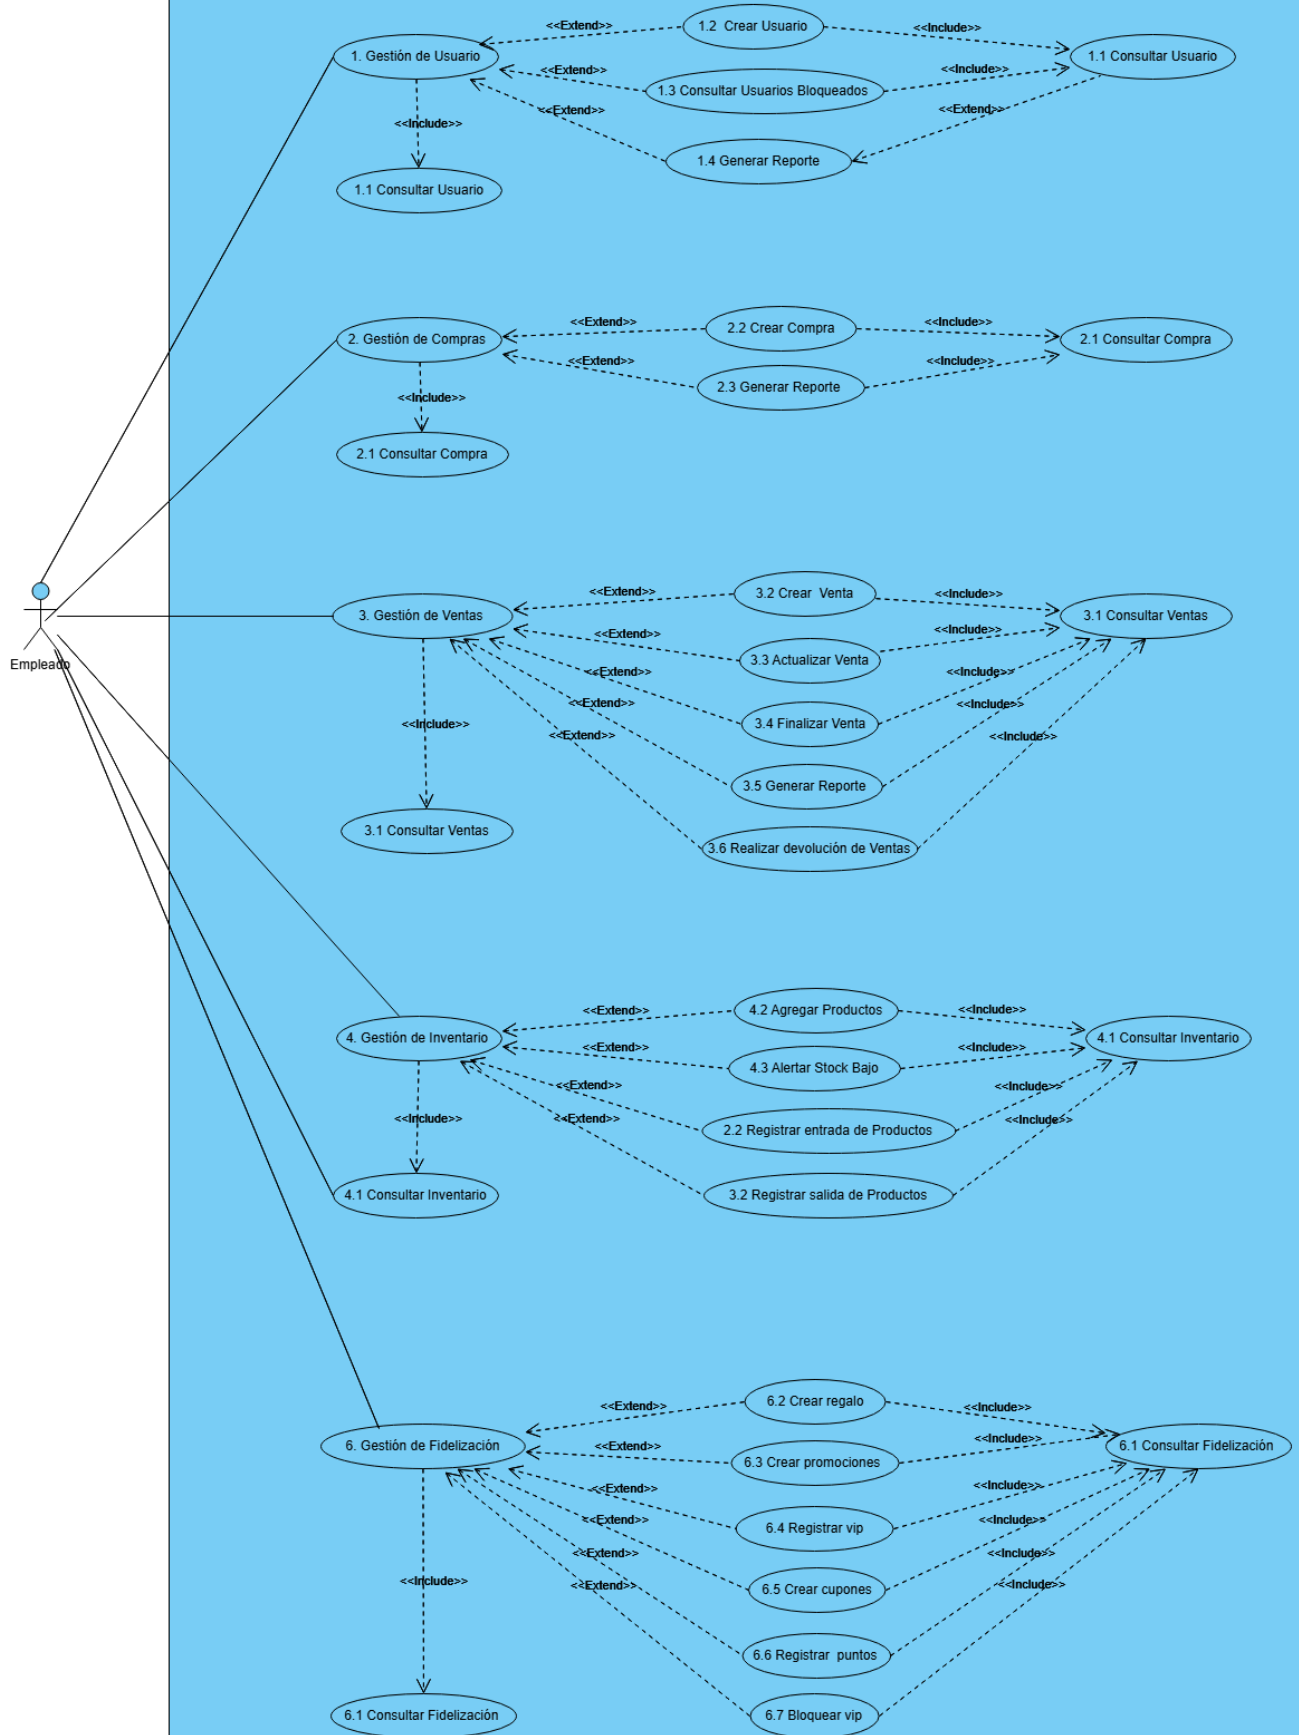 <<Extend>>
1.2 Crear Usuario
<<Include>>
1. Gestión de Usuario
1.1 Consultar Usuario
<<Extend>>
<<Include>>
1.3 Consultar Usuarios Bloqueados
<<Extend>>
<<Extend>>
<<Include>>
1.4 Generar Reporte
1.1 Consultar Usuario
<<Extend>>
2.2 Crear Compra
<<Include>>
2. Gestión de Compras
2.1 Consultar Compra
<<Extend>>
<<Include>>
2.3 Generar Reporte
<<Include>>
2.1 Consultar Compra
<<Extend>>
3.2 Crear Venta
<<Include>>
3. Gestión de Ventas
3.1 Consultar Ventas
<<Extend>>
<<Include>>
3.3 Actualizar Venta
Empleado
<<Extend>>
<<Include>>
3.4 Finalizar Venta
<<Include>>
<<Extend>>
<<Include>>
<<Extend>>
<<Include>>
3.5 Generar Reporte
3.1 Consultar Ventas
3.6 Realizar devolución de Ventas
<<Extend>>
4.2 Agregar Productos
<<Include>>
4. Gestión de Inventario
4.1 Consultar Inventario
<<Extend>>
<<Include>>
4.3 Alertar Stock Bajo
<<Extend>>
<<Include>>
<<Include>>
<<Extend>>
<<Include>>
2.2 Registrar entrada de Productos
4.1 Consultar Inventario
3.2 Registrar salida de Productos
<<Extend>>
6.2 Crear regalo
<<Include>>
6. Gestión de Fidelización
<<Include>>
6.1 Consultar Fidelización
<<Extend>>
6.3 Crear promociones
<<Extend>>
<<Include>>
6.4 Registrar vip
<<Extend>>
<<Include>>
<<Extend>>
<<Include>>
<<Include>>
<<Extend>>
<<Include>>
6.5 Crear cupones
6.6 Registrar puntos
6.1 Consultar Fidelización
6.7 Bloquear vip